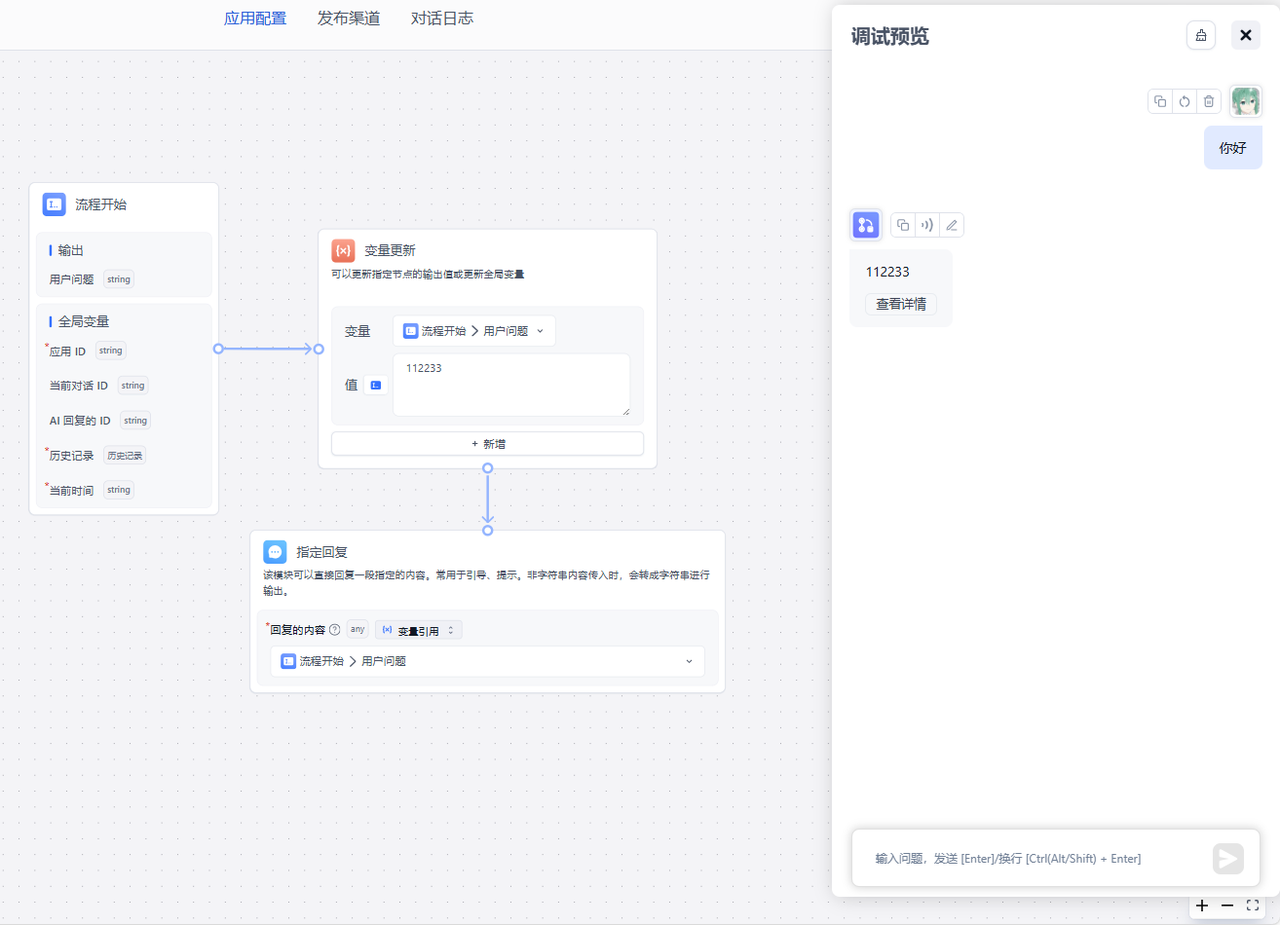 应用配置 发布渠道 对话日志
流程开始
输出
用户问题 string
全局变量
*应用 ID string
当前对话 ID string
AI 回复的 ID string
*历史记录 历史记录
*当前时间 string
变量更新
可以更新指定节点的输出值或更新全局变量
变量 流程开始 > 用户问题
值 112233
+ 新增
指定回复
该模块可以直接回复一段指定的内容。常用于引导、提示。非字符串内容传入时，会转成字符串进行
输出。
*回复的内容 any 变量引用
流程开始 > 用户问题
调试预览
你好
112233
查看详情
输入问题，发送 [Enter]/换行 [Ctrl(Alt/Shift) + Enter]